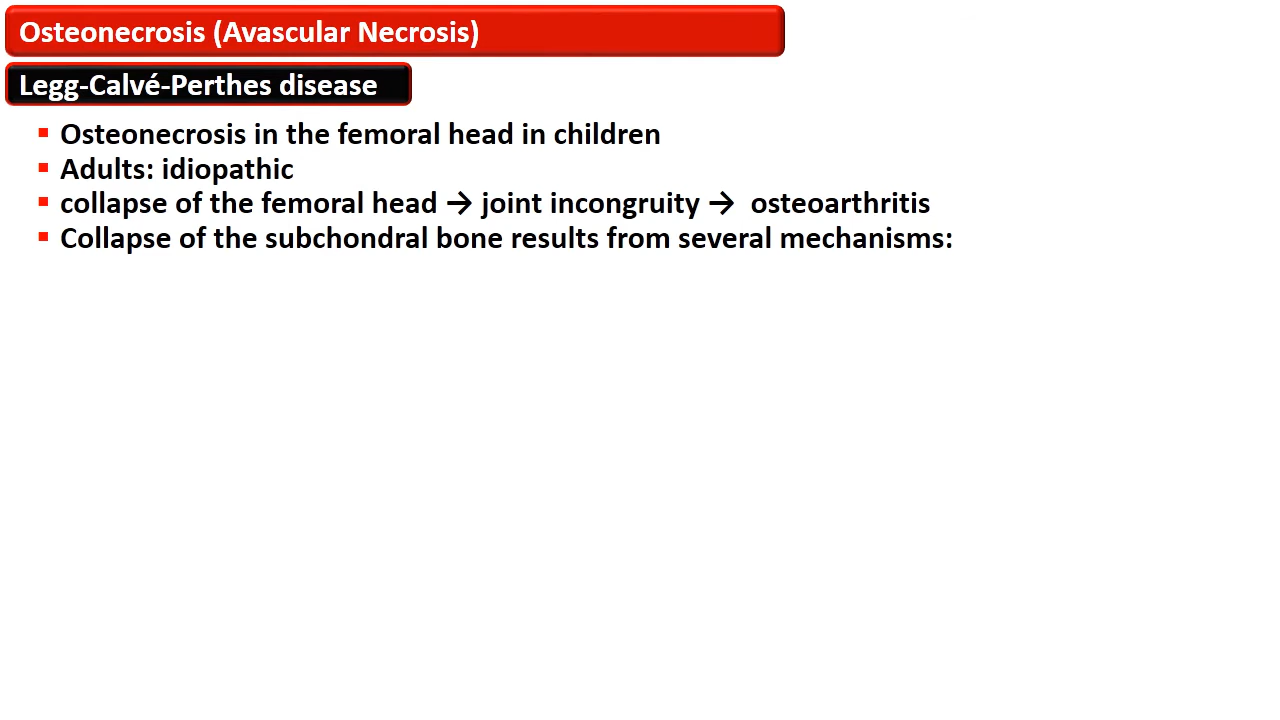 Osteonecrosis (Avascular Necrosis)
Legg-Calvé-Perthes disease
▪ Osteonecrosis in the femoral head in children
▪ Adults: idiopathic
▪ collapse of the femoral head → joint incongruity → osteoarthritis
▪ Collapse of the subchondral bone results from several mechanisms: